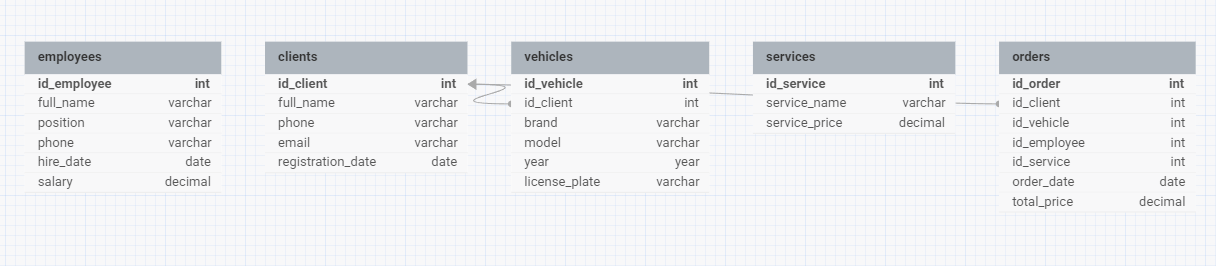 employees
id_employee int
full_name varchar
position varchar
phone varchar
hire_date date
salary decimal
clients
id_client int
full_name varchar
phone varchar
email varchar
registration_date date
vehicles
id_vehicle int
id_client int
brand varchar
model varchar
year year
license_plate varchar
services
id_service int
service_name varchar
service_price decimal
orders
id_order int
id_client int
id_vehicle int
id_employee int
id_service int
order_date date
total_price decimal